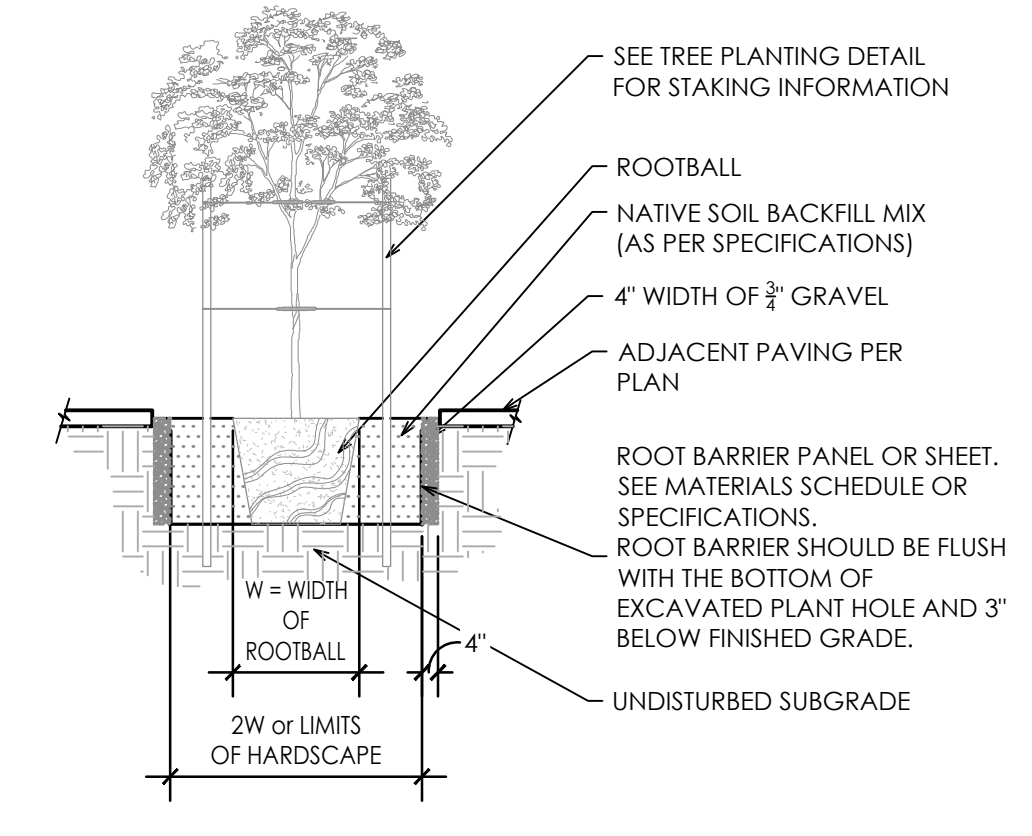 SEE TREE PLANTING DETAIL
FOR STAKING INFORMATION
ROOTBALL
NATIVE SOIL BACKFILL MIX
(AS PER SPECIFICATIONS)
4" WIDTH OF 3/4" GRAVEL
ADJACENT PAVING PER
PLAN
ROOT BARRIER PANEL OR SHEET.
SEE MATERIALS SCHEDULE OR
SPECIFICATIONS.
ROOT BARRIER SHOULD BE FLUSH
WITH THE BOTTOM OF
EXCAVATED PLANT HOLE AND 3"
BELOW FINISHED GRADE.
UNDISTURBED SUBGRADE
W = WIDTH
OF
ROOTBALL
4"
2W or LIMITS
OF HARDSCAPE